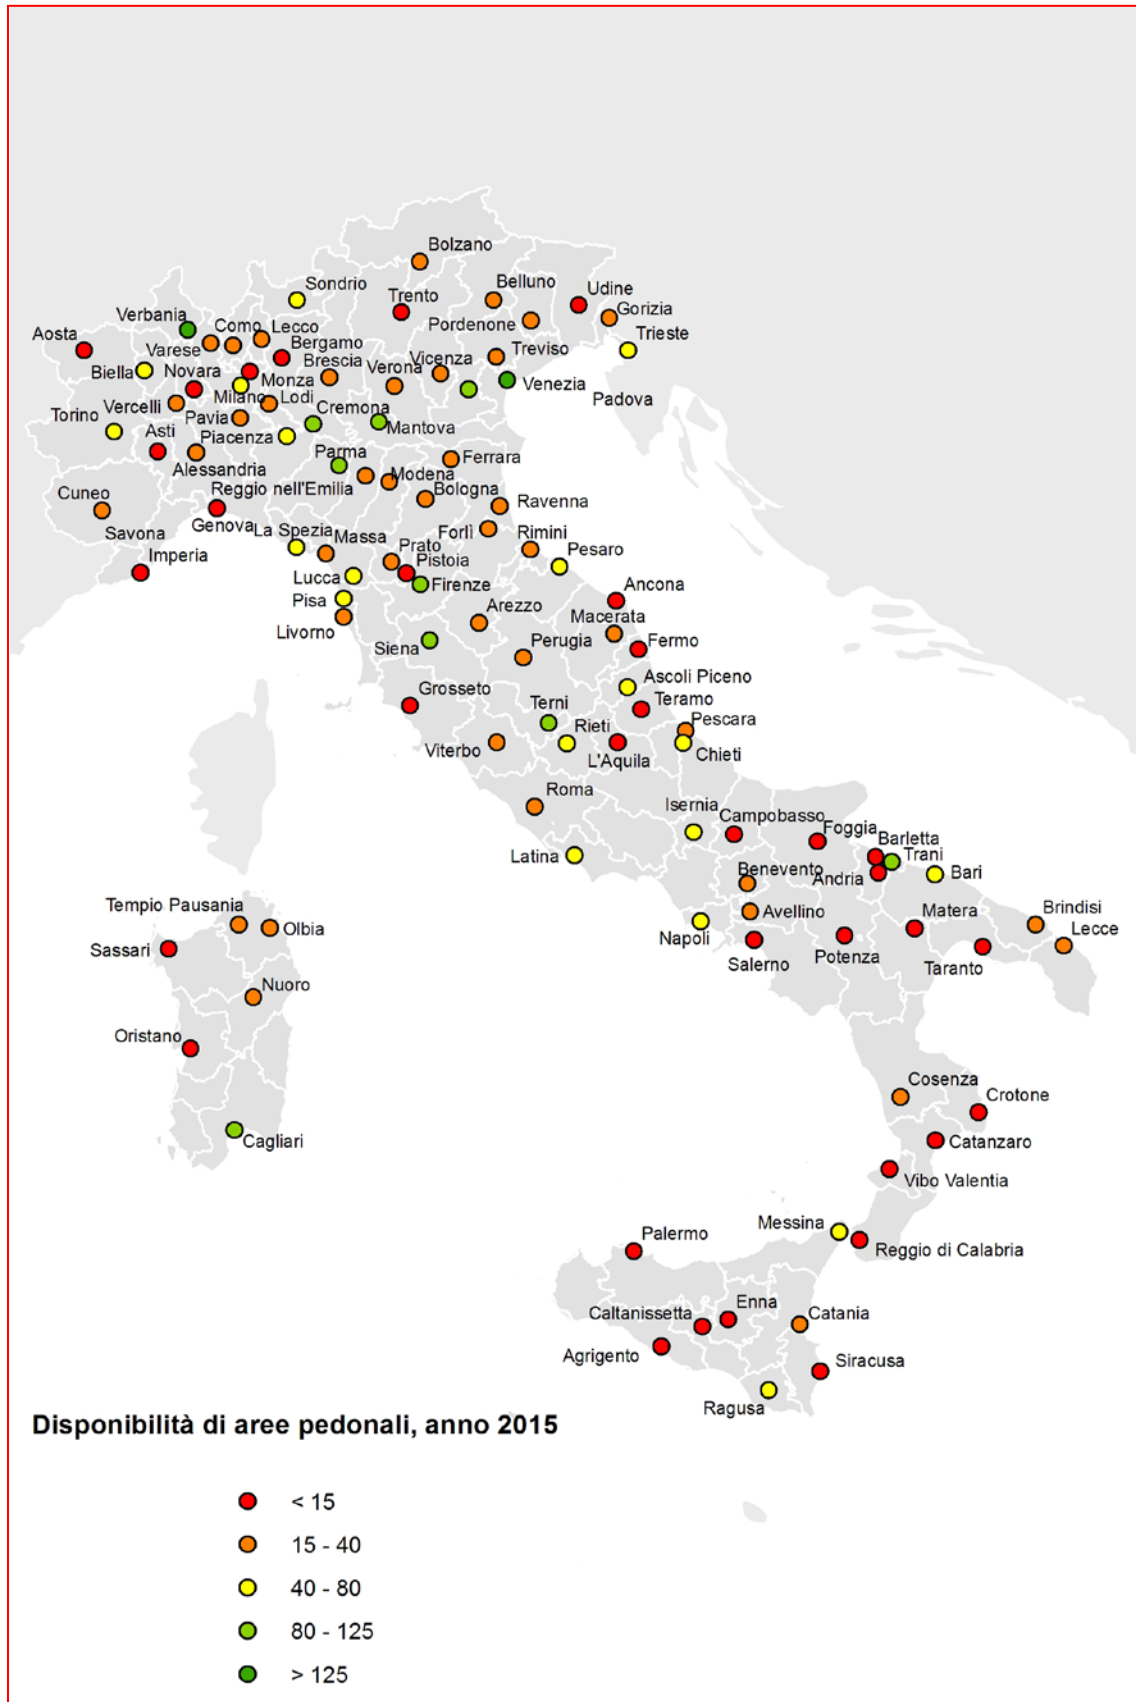 Bolzano
Sondrio
Belluno
Udine
Trento
Gorizia
Verbania
Pordenone
Trieste
Aosta
Como
Lecco
Varese
Bergamo
Treviso
Vicenza
Biella
Novara
Brescia
Verona
Monza
Venezia
Milano
Lodi
Padova
Vercelli
Torino
Pavia
Cremona
Asti
Piacenza
Mantova
Parma
Ferrara
Alessandria
Modena
Cuneo
Reggio nell'Emilia
Bologna
Ravenna
Savona
Genova
La Spezia
Massa
Forlì
Rimini
Imperia
Prato
Pistoia
Pesaro
Lucca
Firenze
Ancona
Pisa
Arezzo
Macerata
Livorno
Siena
Perugia
Fermo
Ascoli Piceno
Grosseto
Terni
Teramo
Rieti
Pescara
Viterbo
L'Aquila
Chieti
Roma
Isernia
Campobasso
Foggia
Barletta
Latina
Trani
Benevento
Andria
Bari
Tempio Pausania
Olbia
Avellino
Matera
Brindisi
Sassari
Napoli
Lecce
Salerno
Potenza
Taranto
Nuoro
Oristano
Cosenza
Crotone
Cagliari
Catanzaro
Vibo Valentia
Messina
Palermo
Reggio di Calabria
Enna
Caltanissetta
Catania
Agrigento
Siracusa
Ragusa
Disponibilità di aree pedonali, anno 2015
< 15
15 - 40
40 - 80
80 - 125
> 125